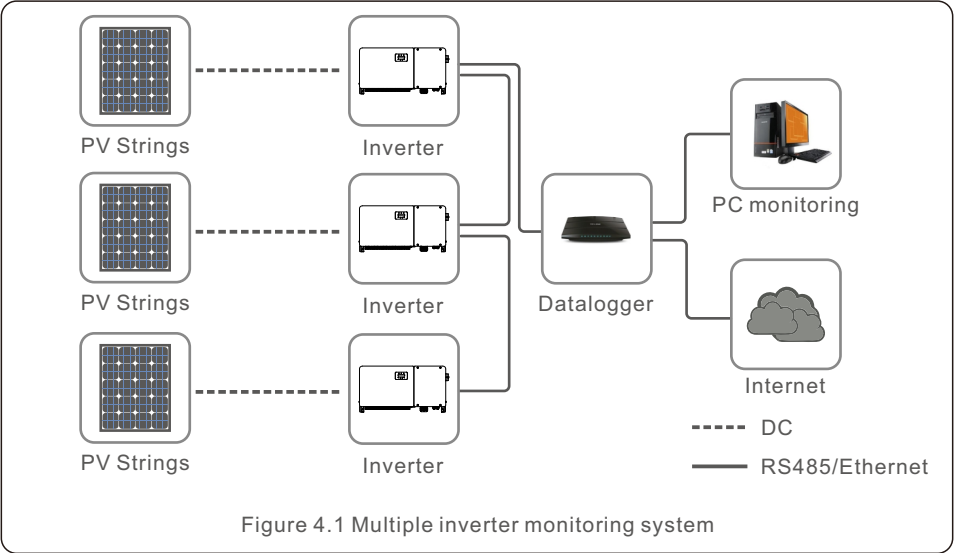 PV Strings
Inverter
PC monitoring
PV Strings
Inverter
Datalogger
Internet
DC
PV Strings
Inverter
RS485/Ethernet
Figure 4.1 Multiple inverter monitoring system